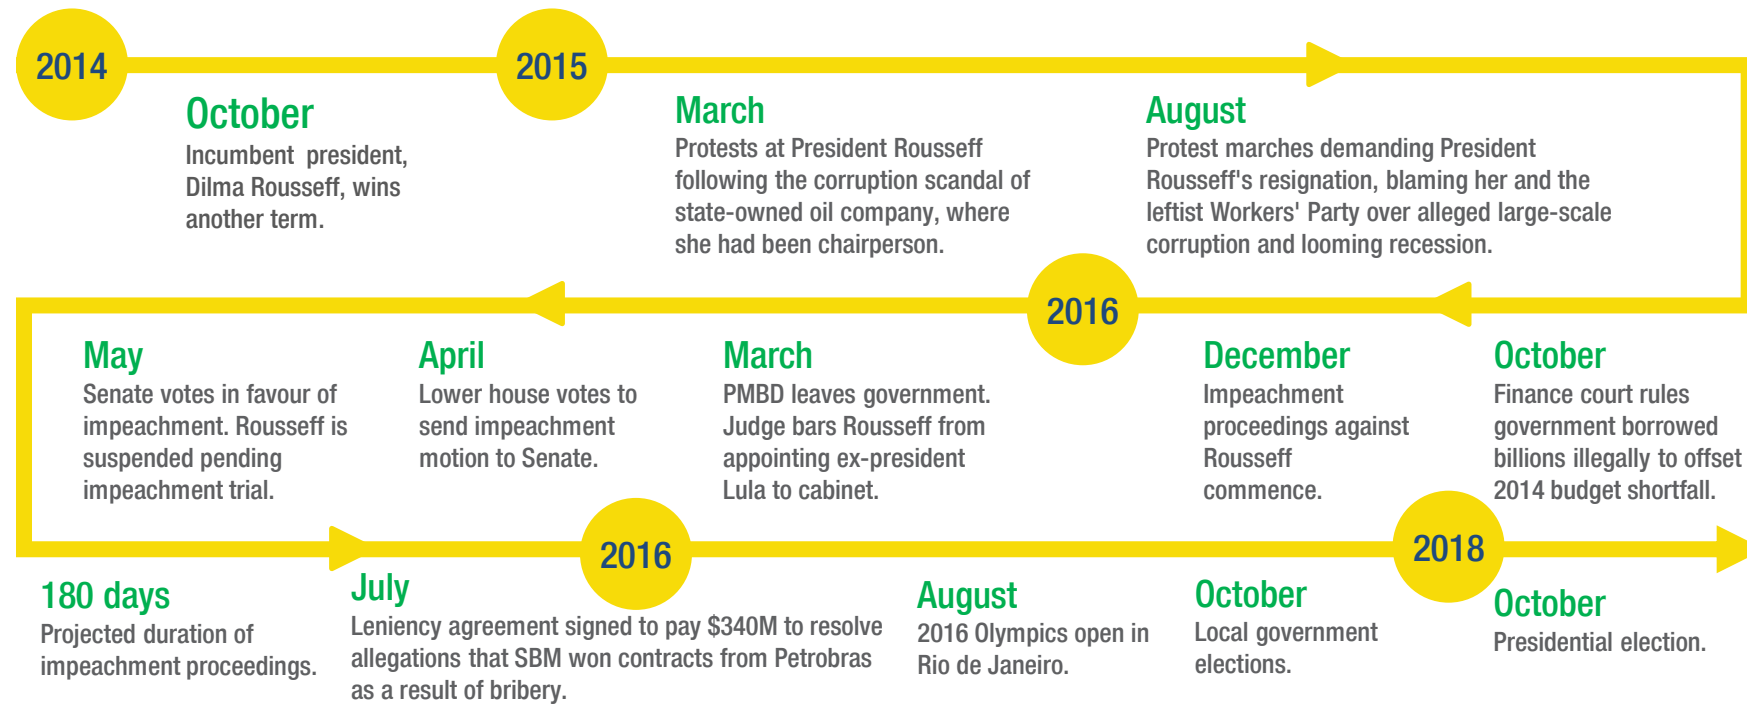 2014
October
Incumbent president,
Dilma Rousseff, wins
another term.
2015
March
Protests at President Rousseff
following the corruption scandal of
state-owned oil company, where
she had been chairperson.
August
Protest marches demanding President
Rousseff's resignation, blaming her and the
leftist Workers' Party over alleged large-scale
corruption and looming recession.
October
Finance court rules
government borrowed
billions illegally to offset
2014 budget shortfall.
December
Impeachment
proceedings against
Rousseff
commence.
2016
March
PMBD leaves government.
Judge bars Rousseff from
appointing ex-president
Lula to cabinet.
April
Lower house votes to
send impeachment
motion to Senate.
May
Senate votes in favour of
impeachment. Rousseff is
suspended pending
impeachment trial.
180 days
Projected duration of
impeachment proceedings.
July
Leniency agreement signed to pay $340M to resolve
allegations that SBM won contracts from Petrobras
as a result of bribery.
2016
August
2016 Olympics open in
Rio de Janeiro.
October
Local government
elections.
2018
October
Presidential election.